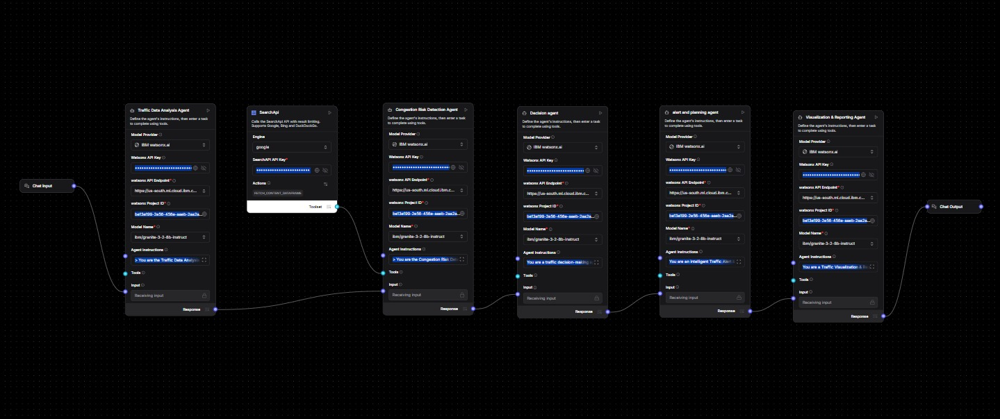 Chat Input
Traffic Data Analysis Agent
Define the agent's instructions, then enter a task
to complete using tools.
Model Provider
IBM watsonx.ai
Watsonx API Key
watsonx API Endpoint*
https://us-south.ml.cloud.ibm.c...
watsonx Project ID*
be13e199-2e56-456e-aaeb-2aa2a...
Model Name*
ibm/granite-3-2-8b-instruct
Agent Instructions
> You are the Traffic Data Analysis
Tools
Input
Receiving input
Response
SearchApi
Calls the SearchApi API with result limiting.
Supports Google, Bing and DuckDuckGo.
Engine
google
SearchAPI API Key*
Actions
FETCH_CONTENT_DATAFRAME
Toolset
Congestion Risk Detection Agent
Define the agent's instructions, then enter a task
to complete using tools.
Model Provider
IBM watsonx.ai
Watsonx API Key
watsonx API Endpoint*
https://us-south.ml.cloud.ibm.c...
watsonx Project ID*
be13e199-2e56-456e-aaeb-2aa2a...
Model Name*
ibm/granite-3-2-8b-instruct
Agent Instructions
> You are the Congestion Risk
Tools
Input
Receiving input
Response
Decision agent
Define the agent's instructions, then enter a task
to complete using tools.
Model Provider
IBM watsonx.ai
Watsonx API Key
watsonx API Endpoint*
https://us-south.ml.cloud.ibm.c...
watsonx Project ID*
be13e199-2e56-456e-aaeb-2aa2a...
Model Name*
ibm/granite-3-2-8b-instruct
Agent Instructions
You are a traffic decision-making
Tools
Input
Receiving input
Response
alert and planning agent
Define the agent's instructions, then enter a task
to complete using tools.
Model Provider
IBM watsonx.ai
Watsonx API Key
watsonx API Endpoint*
https://us-south.ml.cloud.ibm.c...
watsonx Project ID*
be13e199-2e56-456e-aaeb-2aa2a...
Model Name*
ibm/granite-3-2-8b-instruct
Agent Instructions
You are an Intelligent Traffic Alert
Tools
Input
Receiving input
Response
Visualization & Reporting Agent
Define the agent's instructions, then enter a task
to complete using tools.
Model Provider
IBM watsonx.ai
Watsonx API Key
watsonx API Endpoint*
https://us-south.ml.cloud.ibm.c...
watsonx Project ID*
be13e199-2e56-456e-aaeb-2aa2a...
Model Name*
ibm/granite-3-2-8b-instruct
Agent Instructions
You are a Traffic Visualization &
Tools
Input
Receiving input
Response
Chat Output